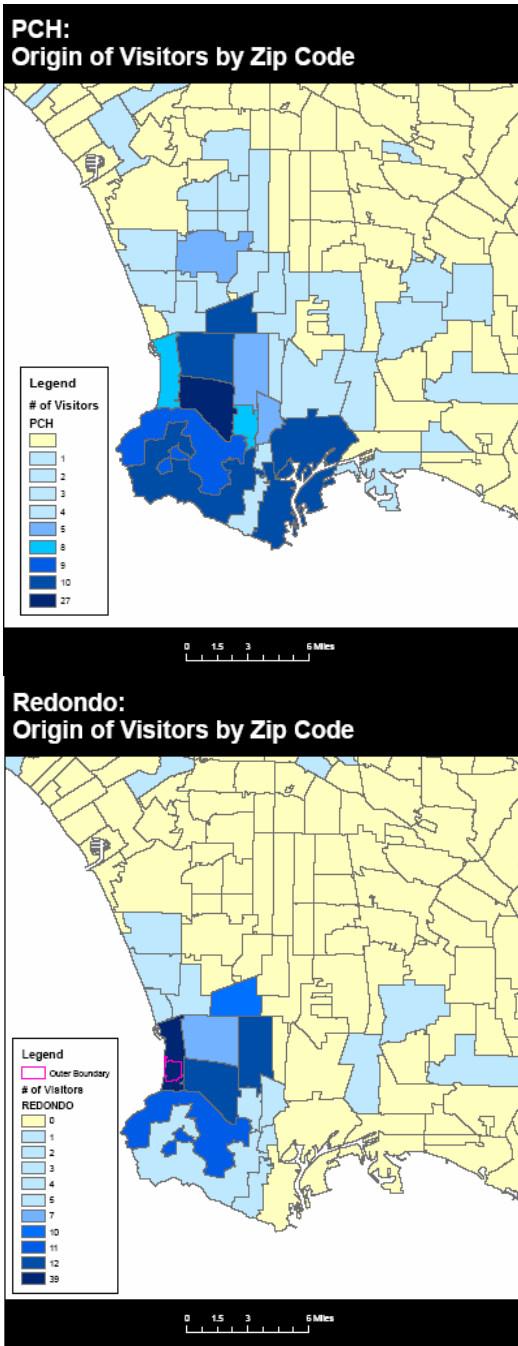 PCH:
Origin of Visitors by Zip Code
Legend
# of Visitors
PCH
1
2
3
4
5
8
9
10
27
0 1.5 3 6 Miles
Redondo:
Origin of Visitors by Zip Code
Legend
Outer Boundary
# of Visitors
REDONDO
0
1
2
3
4
5
7
10
11
12
39
0 1.5 3 6 Miles